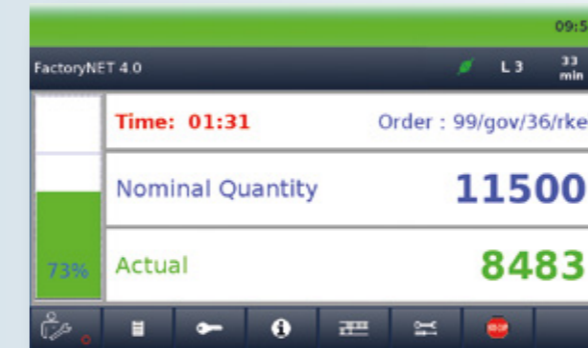 09:5
FactoryNET 4.0 L 3 33 min
Time: 01:31 Order : 99/gov/36/rke
Nominal Quantity 11500
73% Actual 8483
STOP